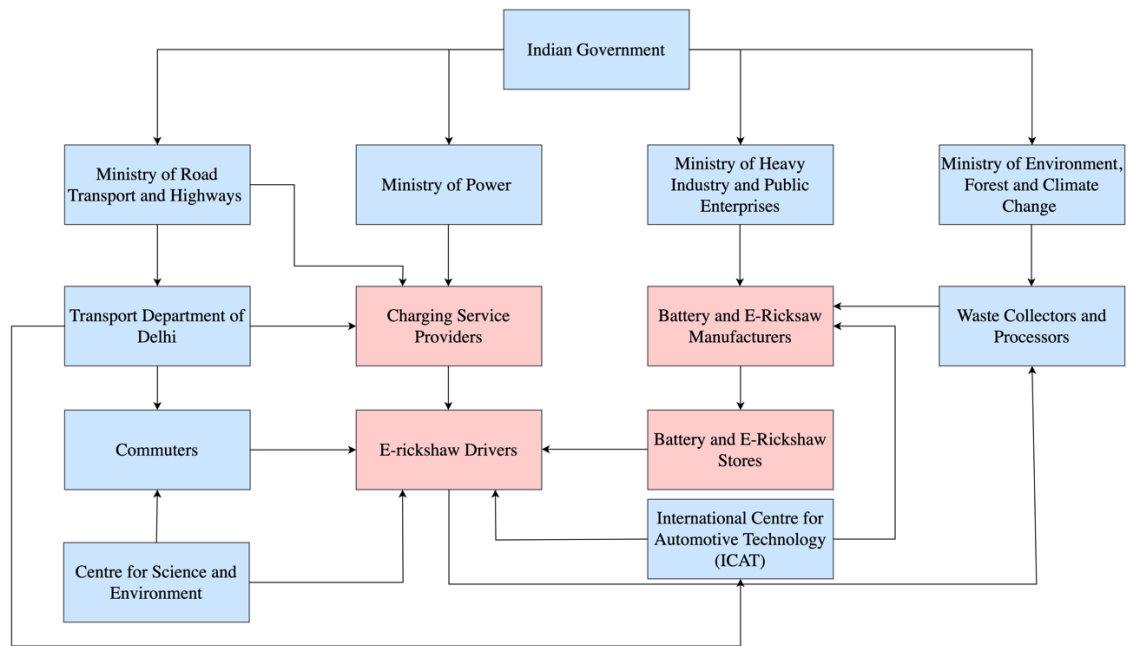 Indian Government
Ministry of Road
Transport and Highways
Ministry of Power
Ministry of Heavy
Industry and Public
Enterprises
Ministry of Environment,
Forest and Climate
Change
Transport Department of
Delhi
Charging Service
Providers
Battery and E-Ricksaw
Manufacturers
Waste Collectors and
Processors
Commuters
E-rickshaw Drivers
Battery and E-Rickshaw
Stores
Centre for Science and
Environment
International Centre for
Automotive Technology
(ICAT)